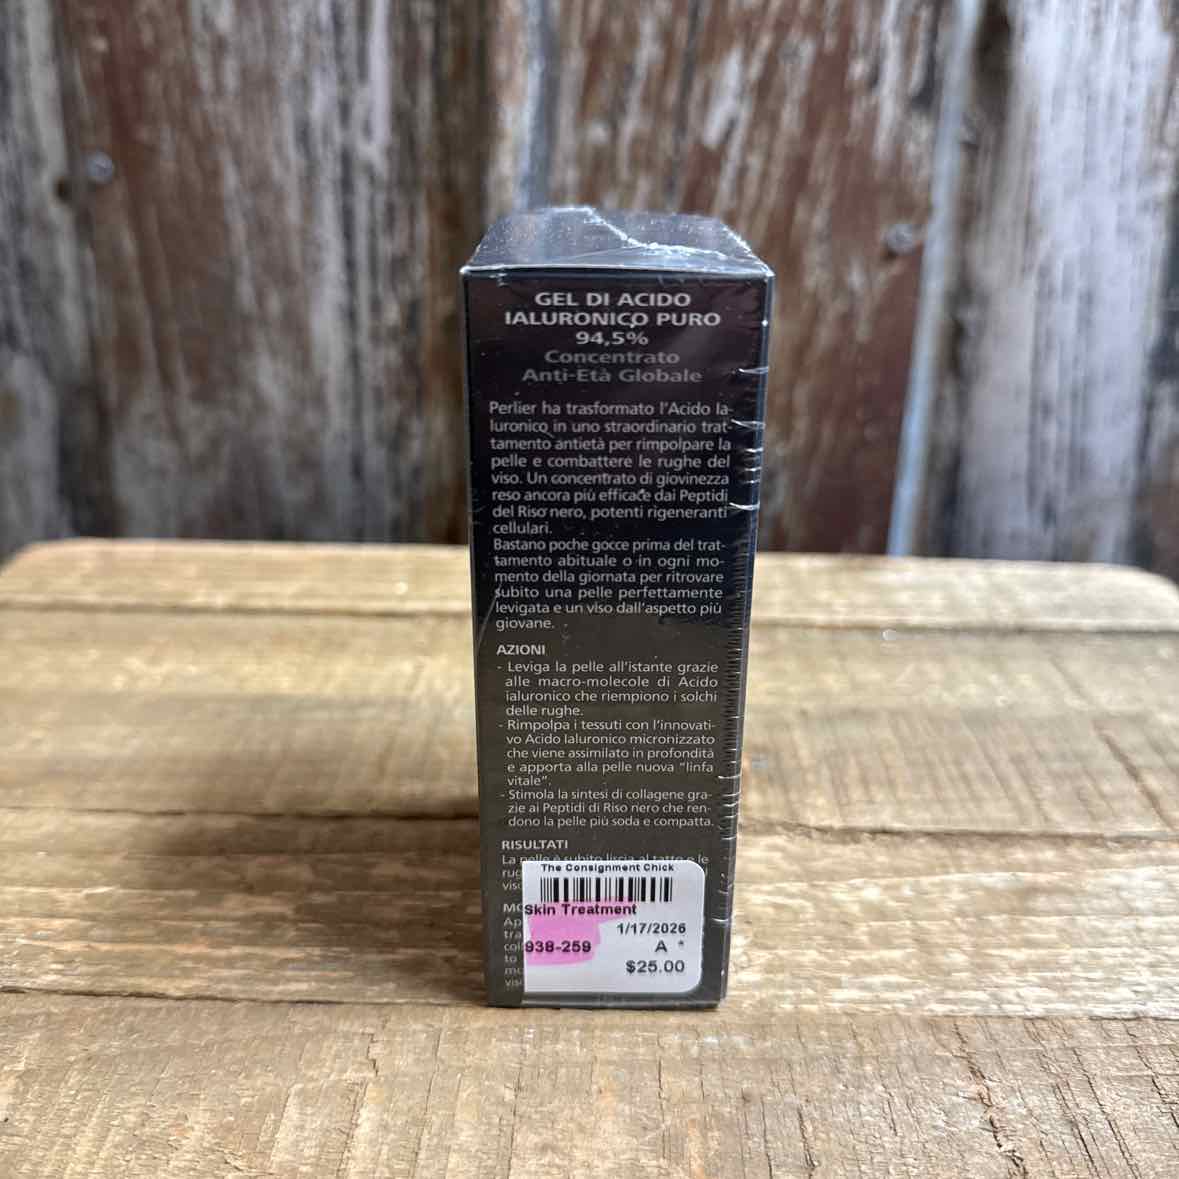 GEL DI ACIDO
IALURONICO PURO
94,5%
Concentrato
Anti-Età Globale
Perlier ha trasformato l'Acido Ia-
luronico in uno straordinario trat-
tamento antietà per rimpolpare la
pelle e combattere le rughe del
viso. Un concentrato di giovinezza
reso ancora più efficace dai Peptidi
del Riso nero, potenti rigeneranti
cellulari.
Bastano poche gocce prima del trat-
tamento abituale o in ogni mo-
mento della giornata per ritrovare
subito una pelle perfettamente
levigata e un viso dall'aspetto più
giovane.
AZIONI
- Leviga la pelle all'istante grazie
alle macro-molecole di Acido
ialuronico che riempiono i solchi
delle rughe.
- Rimpolpa i tessuti con l'innovati-
vo Acido Ialuronico micronizzato
che viene assimilato in profondità
e apporta alla pelle nuova "linfa
vitale".
- Stimola la sintesi di collagene gra-
zie ai Peptidi di Riso nero che ren-
dono la pelle più soda e compatta.
RISULTATI
La pelle è subito liscia al tatto e le
The Consignment Chick
Skin Treatment
1/17/2026
938-259 A *
$25.00